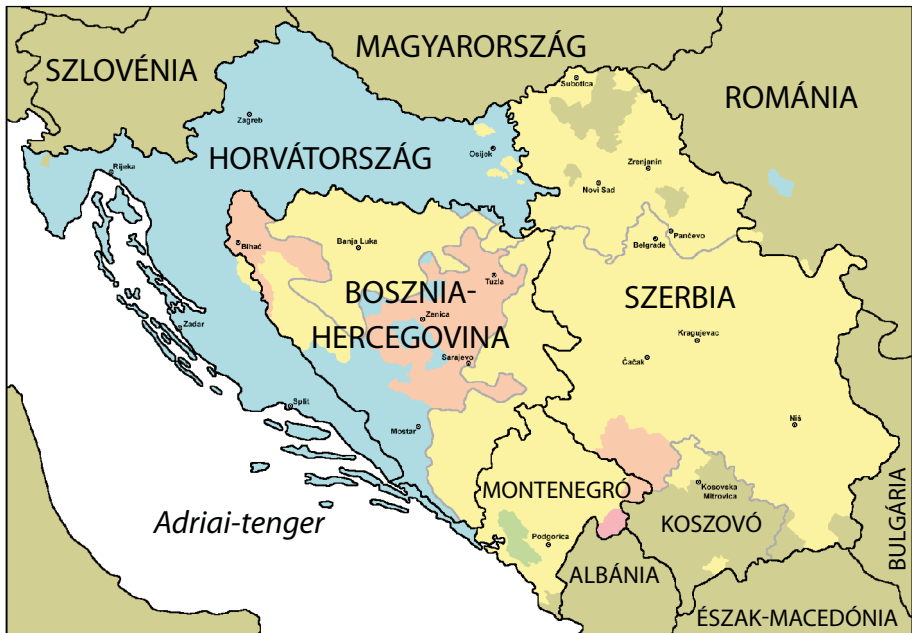 MAGYARORSZÁG
SZLOVÉNIA
ROMÁNIA
Subotica
Zagreb
HORVÁTORSZÁG
Osijek
Rijeka
Zrenjanin
Novi Sad
Pančevo
Belgrade
Bihać
Banja Luka
Tuzla
BOSZNIA-
HERCEGOVINA
SZERBIA
Zenica
Zadar
Kragujevac
Sarajevo
Čačak
Split
Mostar
Niš
MONTENEGRÓ
Kosovska
Mitrovica
Adriai-tenger
KOSZOVÓ
Podgorica
ALBÁNIA
BULGÁRIA
ÉSZAK-MACEDÓNIA